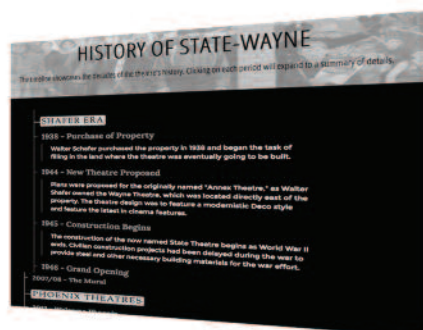 HISTORY OF STATE-WAYNE
The timeline showcases the decades of the theatre's history. Clicking on each period will expand to a summary of details.
SHAFER ERA
1938 - Purchase of Property
Walter Schafer purchased the property in 1938 and began the task of
filling in the land where the theatre was eventually going to be built.
1944 - New Theatre Proposed
Plans were proposed for the originally named "Annex Theatre," as Walter
Shafer owned the Wayne Theatre, which was located directly east of the
property. The theatre design was to feature a modernistic Deco style
and feature the latest in cinema features.
1945 - Construction Begins
The construction of the now named State Theatre begins as World War II
ends. Civilian construction projects had been delayed during the war to
provide steel and other necessary building materials for the war effort.
1946 - Grand Opening
2007/08 - The Mural
PHOENIX THEATRES